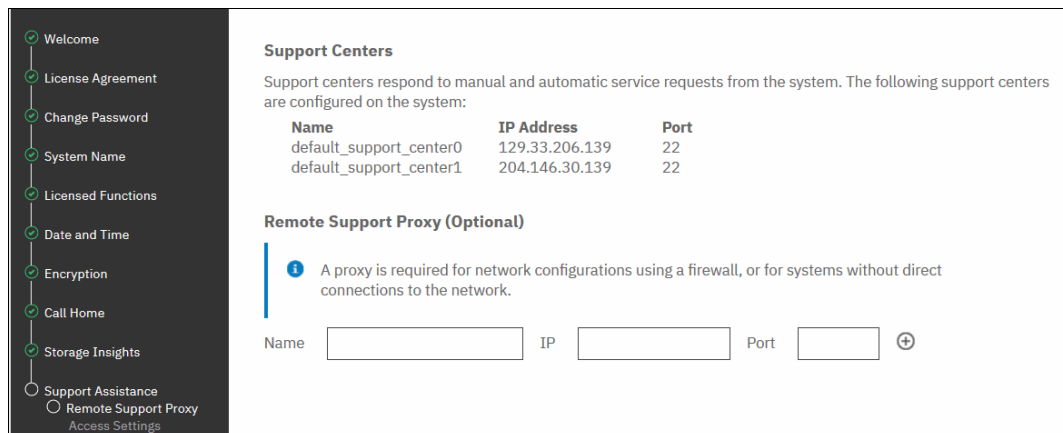 Welcome
License Agreement
Change Password
System Name
Licensed Functions
Date and Time
Encryption
Call Home
Storage Insights
Support Assistance
Remote Support Proxy
Access Settings
Support Centers
Support centers respond to manual and automatic service requests from the system. The following support centers
are configured on the system:
Name IP Address Port
default_support_center0 129.33.206.139 22
default_support_center1 204.146.30.139 22
Remote Support Proxy (Optional)
A proxy is required for network configurations using a firewall, or for systems without direct
connections to the network.
Name IP Port